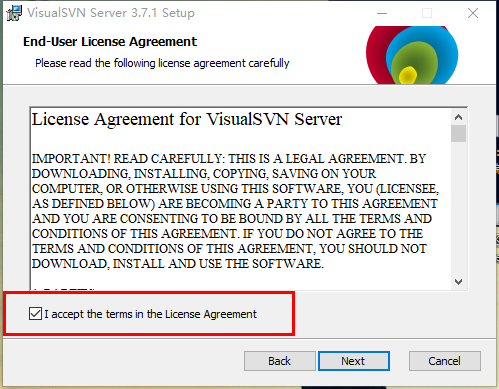 VisualSVN Server 3.7.1 Setup
End-User License Agreement
Please read the following license agreement carefully
License Agreement for VisualSVN Server
IMPORTANT! READ CAREFULLY: THIS IS A LEGAL AGREEMENT. BY
DOWNLOADING, INSTALLING, COPYING, SAVING ON YOUR
COMPUTER, OR OTHERWISE USING THIS SOFTWARE, YOU (LICENSEE,
AS DEFINED BELOW) ARE BECOMING A PARTY TO THIS AGREEMENT
AND YOU ARE CONSENTING TO BE BOUND BY ALL THE TERMS AND
CONDITIONS OF THIS AGREEMENT. IF YOU DO NOT AGREE TO THE
TERMS AND CONDITIONS OF THIS AGREEMENT, YOU SHOULD NOT
DOWNLOAD, INSTALL AND USE THE SOFTWARE.
I accept the terms in the License Agreement
Back Next Cancel